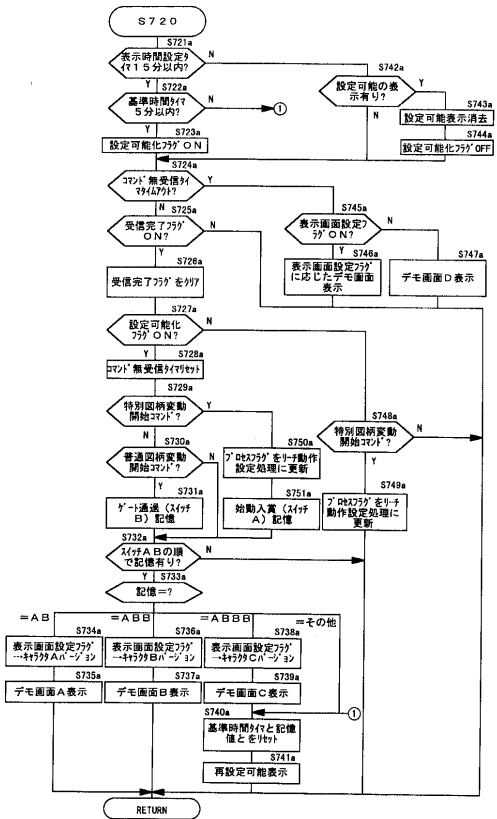 S720
S721a
表示時間設定タ
イマ15分以内?
N
Y
S722a
基準時間タイマ
5分以内?
N
①
Y
S723a
設定可能化フラグON
S742a
設定可能の表
示有り?
Y
N
S743a
設定可能表示消去
S744a
設定可能化フラグOFF
S724a
コマンド無受信タイ
マタイムアウト?
Y
N
S725a
受信完了フラグ
ON?
N
Y
S726a
受信完了フラグをクリア
S745a
表示画面設定フ
ラグON?
N
Y
S746a
表示画面設定フラグ
に応じたデモ画面
表示
S747a
デモ画面D表示
S727a
設定可能化
フラグON?
N
Y
S728a
コマンド無受信タイマリセット
S729a
特別図柄変動
開始コマンド?
Y
N
S730a
普通図柄変動
開始コマンド?
N
Y
S731a
ゲート通過(スイッチ
B)記憶
S750a
プロセスフラグをリーチ動作
設定処理に更新
S751a
始動入賞(スイッチ
A)記憶
S748a
特別図柄変動
開始コマンド?
N
Y
S749a
プロセスフラグをリーチ
動作設定処理に
更新
S732a
スイッチABの順
で記憶有り?
N
Y
S733a
記憶=?
=AB
=ABB
=ABBB
=その他
S734a
表示画面設定フラグ
→キャラクタAバージョン
S735a
デモ画面A表示
S736a
表示画面設定フラグ
→キャラクタBバージョン
S737a
デモ画面B表示
S738a
表示画面設定フラグ
→キャラクタCバージョン
S739a
デモ画面C表示
①
S740a
基準時間タイマと記憶
値とをリセット
S741a
再設定可能表示
RETURN